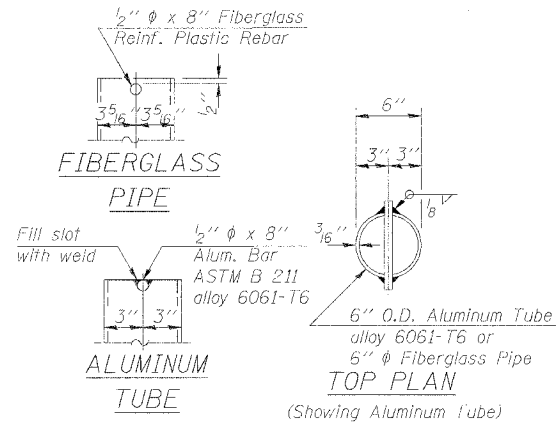 ½" ϕ x 8" Fiberglass
Reinf. Plastic Rebar
3 5/16" 3 5/16"
½"
FIBERGLASS
PIPE
Fill slot
with weld
½" ϕ x 8"
Alum. Bar
ASTM B 211
alloy 6061-T6
3" 3"
ALUMINUM
TUBE
6"
3" 3"
1/8
3/16"
6" O.D. Aluminum Tube
alloy 6061-T6 or
6" ϕ Fiberglass Pipe
TOP PLAN
(Showing Aluminum Tube)